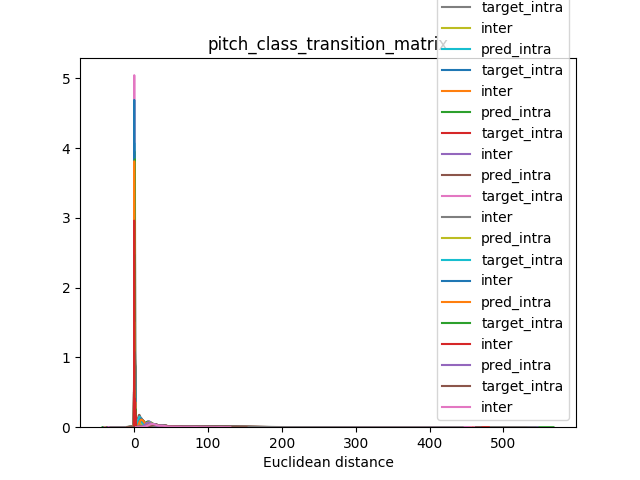 target_intra
inter
pred_intra
target_intra
inter
pred_intra
target_intra
inter
pred_intra
target_intra
inter
pred_intra
target_intra
inter
pred_intra
target_intra
inter
pred_intra
target_intra
inter
pitch_class_transition_matrix
5
4
3
2
1
0
0
100
200
300
400
500
Euclidean distance